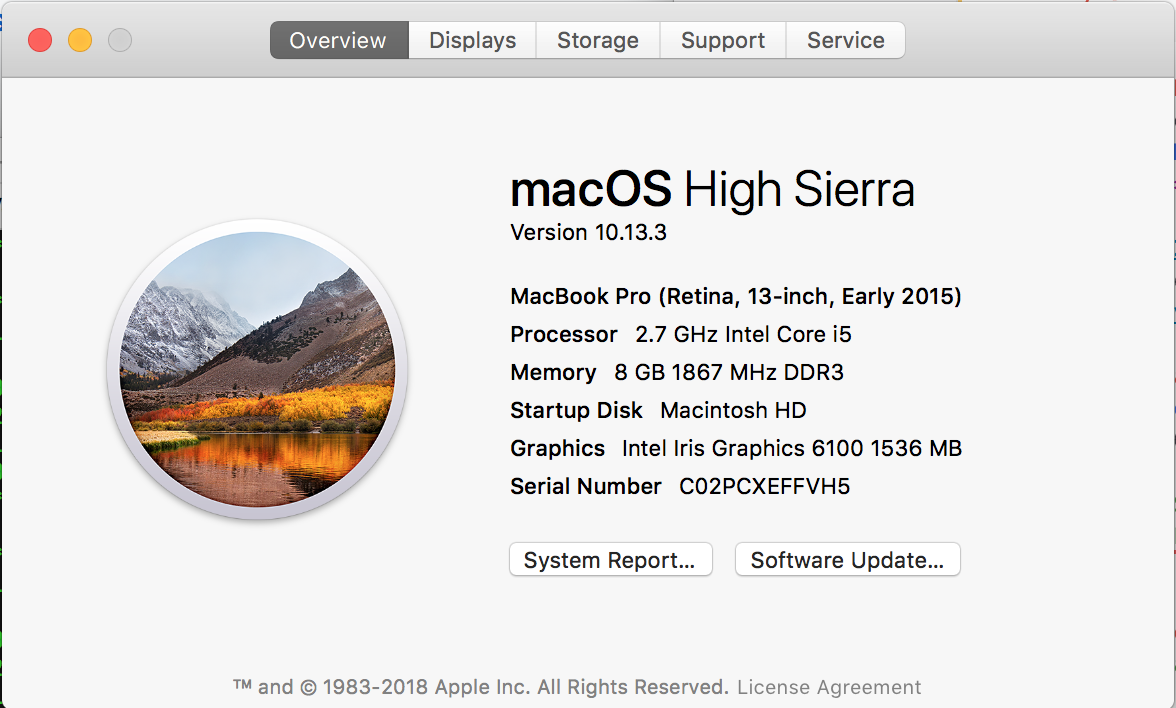 Overview Displays Storage Support Service
macOS High Sierra
Version 10.13.3
MacBook Pro (Retina, 13-inch, Early 2015)
Processor 2.7 GHz Intel Core i5
Memory 8 GB 1867 MHz DDR3
Startup Disk Macintosh HD
Graphics Intel Iris Graphics 6100 1536 MB
Serial Number C02PCXEFFVH5
System Report... Software Update...
™ and © 1983-2018 Apple Inc. All Rights Reserved. License Agreement